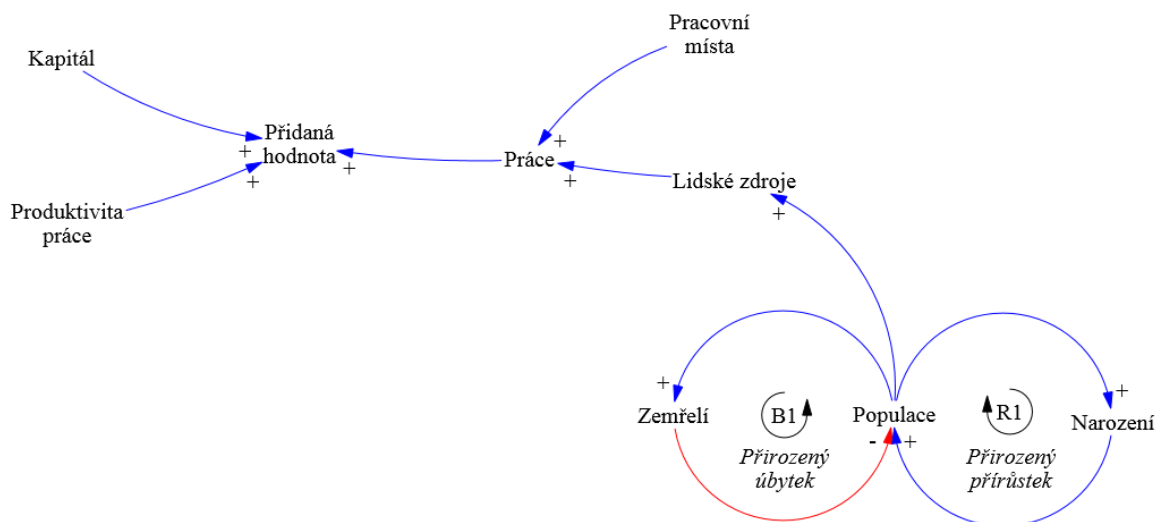 Pracovní
místa
Kapitál
+
Přidaná
+ hodnota
+
+
Práce
+
+
Lidské zdroje
+
Produktivita
práce
+
Zemřelí
B1
Populace
- +
R1
+
Narození
Přirozený
úbytek
Přirozený
přírůstek